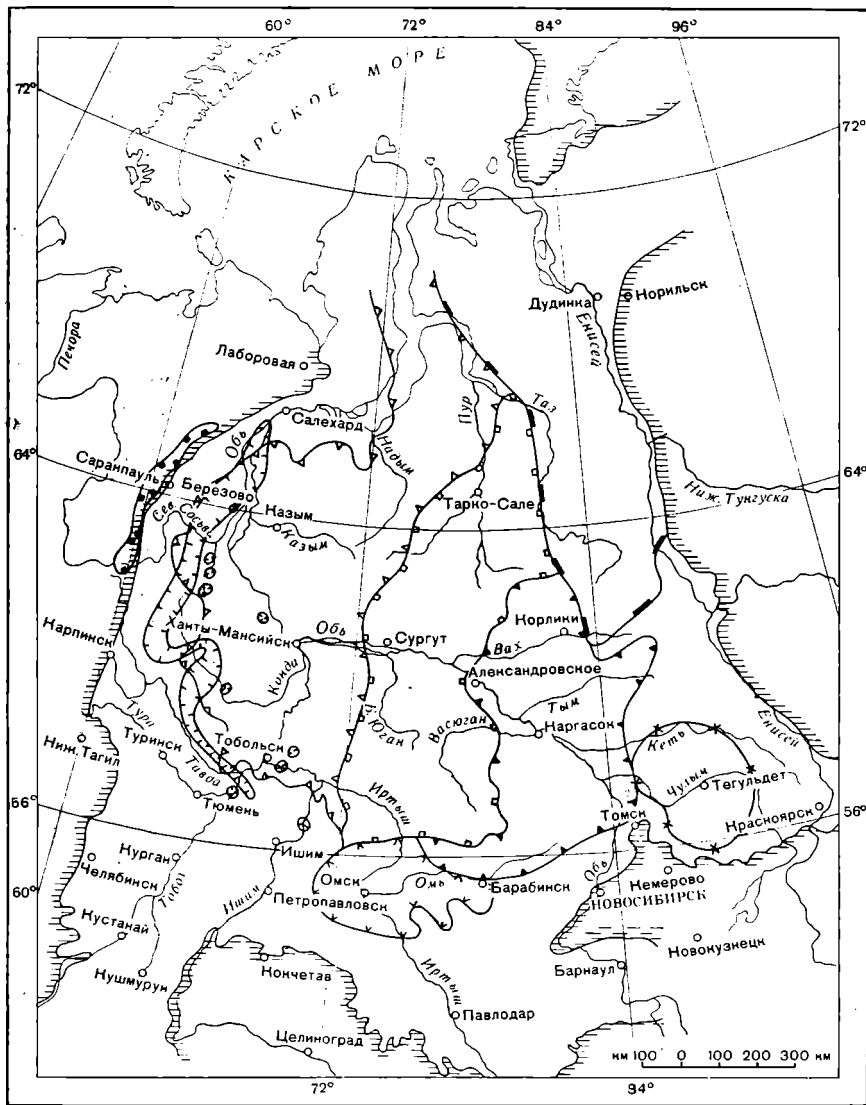 60°
72°
84°
96°
72°
КАРСКОЕ МОРЕ
72°
Дудинка
Норильск
Енисей
Печора
Лаборовая
Салехард
Обь
Надым
Пур
Таз
64°
64°
Саранпауль
Березово
Казым
Казым
Сев. Сосьва
Тарко-Сале
Ниж. Тунгуска
Карпинск
Ханты-Мансийск
Обь
Сургут
Корлики
Вах
Александровское
Конда
Тым
Васюган
Наргасок
Юган
Енисей
Тура
Туринск
Тобольск
Кеть
Ниж. Тагил
Тавда
Чулым
Тегульдет
Иртыш
Тюмень
56°
Томск
Красноярск
56°
Ишим
Курган
Челябинск
60°
Тобол
Омск
Омь
Барабинск
Обь
Кемерово
НОВОСИБИРСК
Ишим
Петропавловск
Кустанай
Новокузнецк
Кушмурун
Кокчетав
Иртыш
Барнаул
Павлодар
Целиноград
км 100 0 100 200 300 км
72°
84°